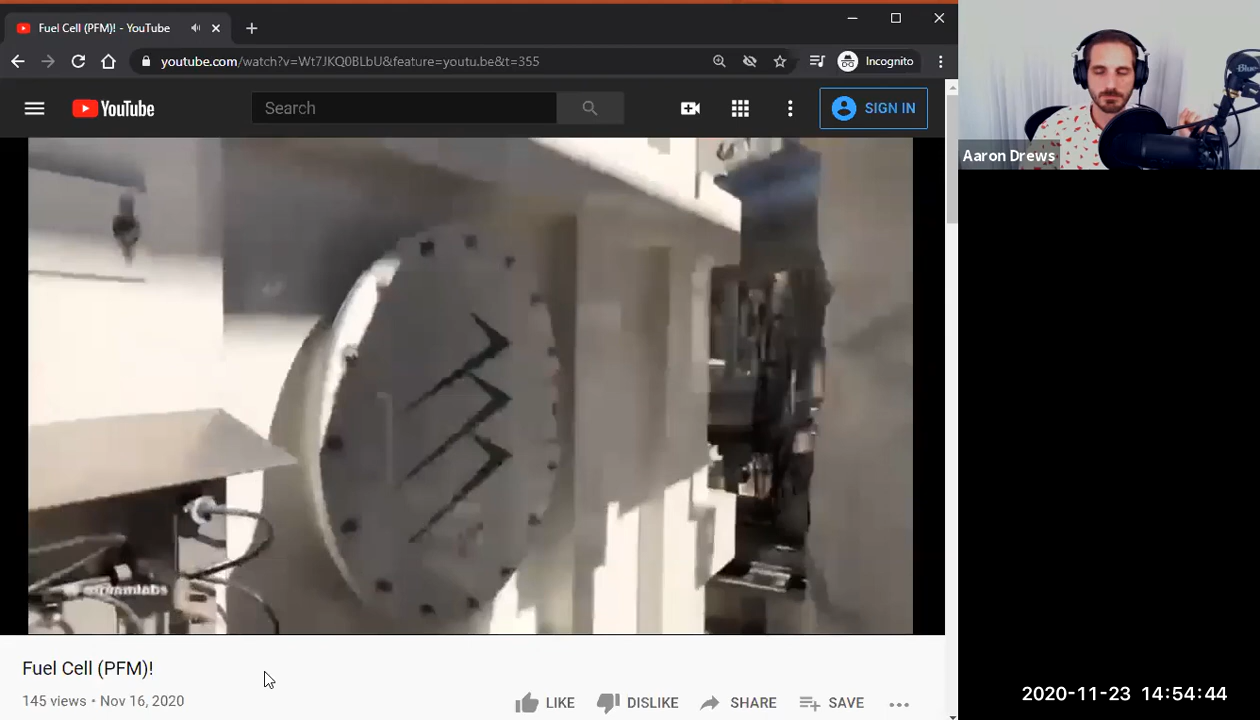 Fuel Cell (PFM)! - YouTube
youtube.com/watch?v=Wt7JKQ0BLbU&feature=youtu.be&t=355
Incognito
YouTube
Search
SIGN IN
Aaron Drews
Blue
Fuel Cell (PFM)!
145 views • Nov 16, 2020
LIKE
DISLIKE
SHARE
SAVE
2020-11-23 14:54:44